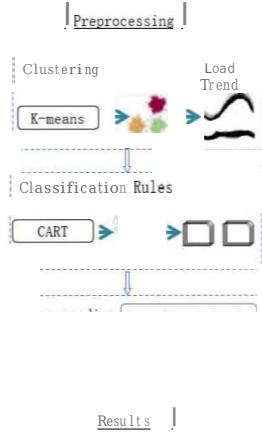 Preprocessing
Clustering
Load
Trend
K-means
Classification Rules
CART
Results